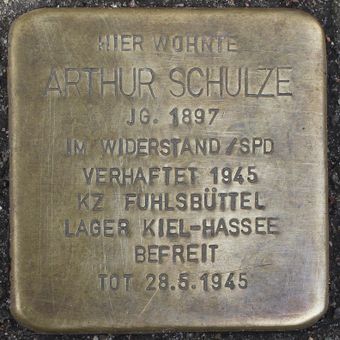 HIER WOHNTE
ARTHUR SCHULZE
JG. 1897
IM WIDERSTAND/SPD
VERHAFTET 1945
KZ FUHLSBÜTTEL
LAGER KIEL-HASSEE
BEFREIT
TOT 28.5.1945